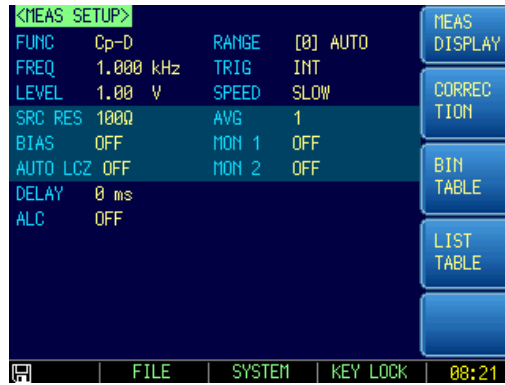 <MEAS SETUP>
FUNC Cp-D RANGE [0] AUTO
FREQ 1.000 kHz TRIG INT
LEVEL 1.00 V SPEED SLOW
SRC RES 100Ω AVG 1
BIAS OFF MON 1 OFF
AUTO LCZ OFF MON 2 OFF
DELAY 0 ms
ALC OFF
MEAS
DISPLAY
CORREC
TION
BIN
TABLE
LIST
TABLE
FILE SYSTEM KEY LOCK 08:21